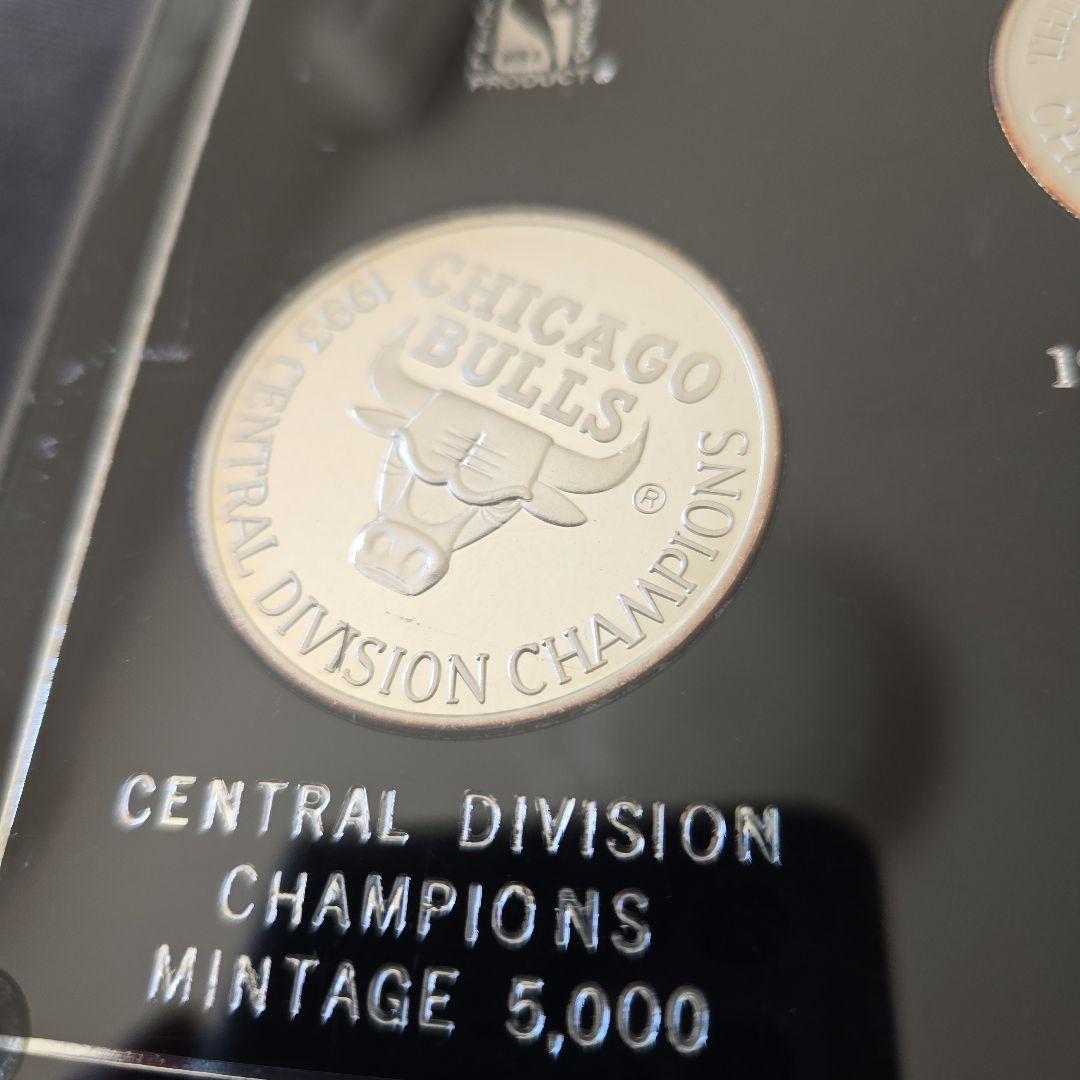 PRODUCT
CHICAGO
BULLS
®
1993 CENTRAL DIVISION CHAMPIONS
CENTRAL DIVISION
CHAMPIONS
MINTAGE 5,000